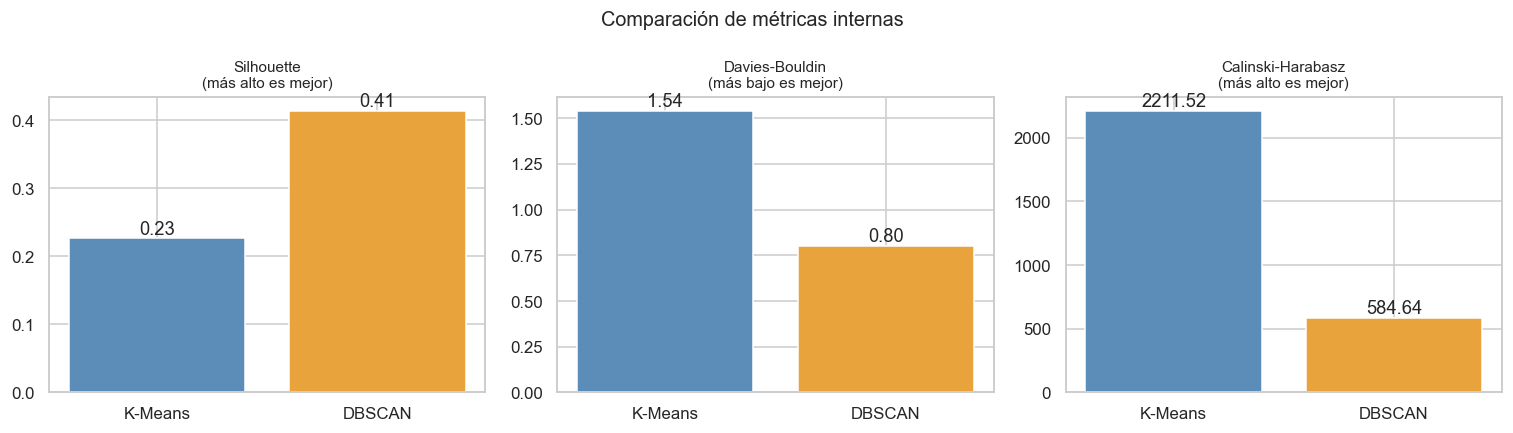 Comparación de métricas internas
Silhouette
(más alto es mejor)
0.4
0.3
0.2
0.1
0.0
0.23
0.41
K-Means
DBSCAN
Davies-Bouldin
(más bajo es mejor)
1.50
1.25
1.00
0.75
0.50
0.25
0.00
1.54
0.80
K-Means
DBSCAN
Calinski-Harabasz
(más alto es mejor)
2000
1500
1000
500
0
2211.52
584.64
K-Means
DBSCAN